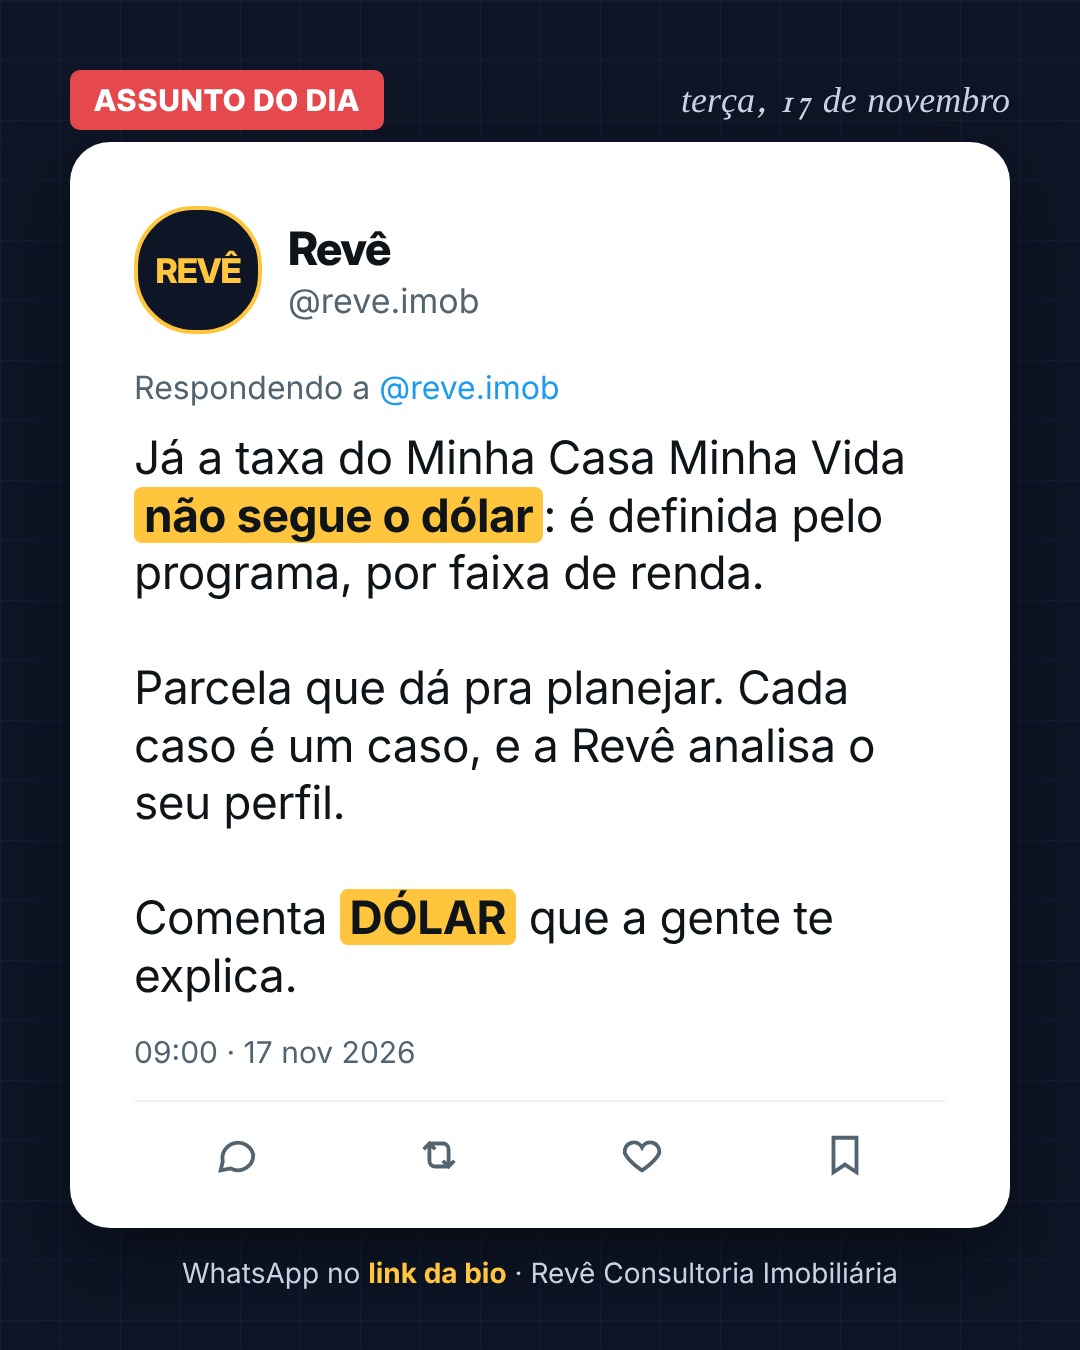 ASSUNTO DO DIA
terça, 17 de novembro
REVÊ
Revê
@reve.imob
Respondendo a @reve.imob
Já a taxa do Minha Casa Minha Vida
não segue o dólar: é definida pelo
programa, por faixa de renda.
Parcela que dá pra planejar. Cada
caso é um caso, e a Revê analisa o
seu perfil.
Comenta DÓLAR que a gente te
explica.
09:00 · 17 nov 2026
WhatsApp no link da bio · Revê Consultoria Imobiliária